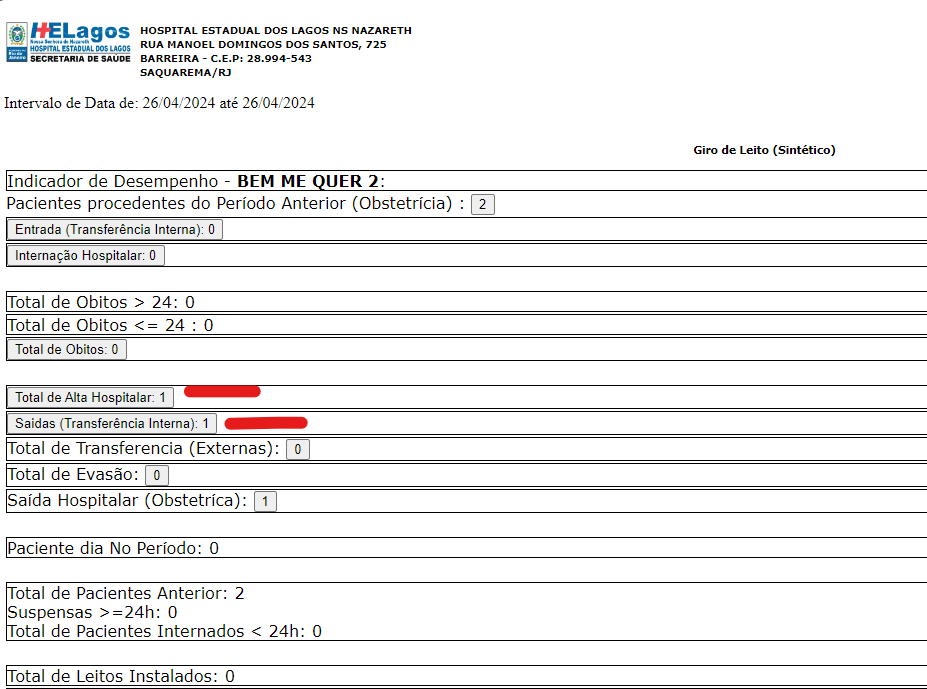 HELagos
Nossa Senhora de Nazareth
HOSPITAL ESTADUAL DOS LAGOS
SECRETARIA DE SAÚDE
HOSPITAL ESTADUAL DOS LAGOS NS NAZARETH
RUA MANOEL DOMINGOS DOS SANTOS, 725
BARREIRA - C.E.P: 28.994-543
SAQUAREMA/RJ
Intervalo de Data de: 26/04/2024 até 26/04/2024
Giro de Leito (Sintético)
Indicador de Desempenho - BEM ME QUER 2:
Pacientes procedentes do Período Anterior (Obstetrícia) : 2
Entrada (Transferência Interna): 0
Internação Hospitalar: 0
Total de Obitos > 24: 0
Total de Obitos <= 24 : 0
Total de Obitos: 0
Total de Alta Hospitalar: 1
Saidas (Transferência Interna): 1
Total de Transferencia (Externas): 0
Total de Evasão: 0
Saída Hospitalar (Obstetríca): 1
Paciente dia No Período: 0
Total de Pacientes Anterior: 2
Suspensas >=24h: 0
Total de Pacientes Internados < 24h: 0
Total de Leitos Instalados: 0